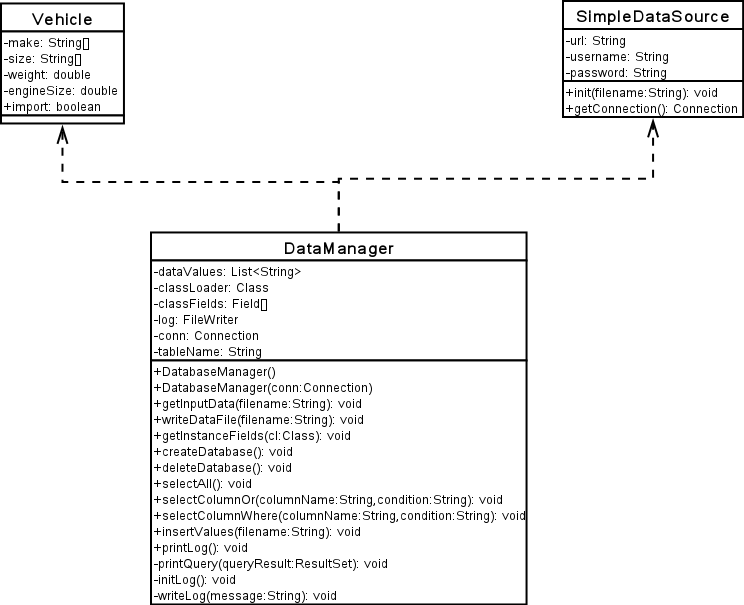 Vehicle
-make: String[]
-size: String[]
-weight: double
-engineSize: double
+import: boolean
SimpleDataSource
-url: String
-username: String
-password: String
+init(filename:String): void
+getConnection(): Connection
DataManager
-dataValues: List<String>
-classLoader: Class
-classFields: Field[]
-log: FileWriter
-conn: Connection
-tableName: String
+DatabaseManager()
+DatabaseManager(conn:Connection)
+getInputData(filename:String): void
+writeDataFile(filename:String): void
+getInstanceFields(cl:Class): void
+createDatabase(): void
+deleteDatabase(): void
+selectAll(): void
+selectColumnOr(columnName:String,condition:String): void
+selectColumnWhere(columnName:String,condition:String): void
+insertValues(filename:String): void
+printLog(): void
-printQuery(queryResult:ResultSet): void
-initLog(): void
-writeLog(message:String): void